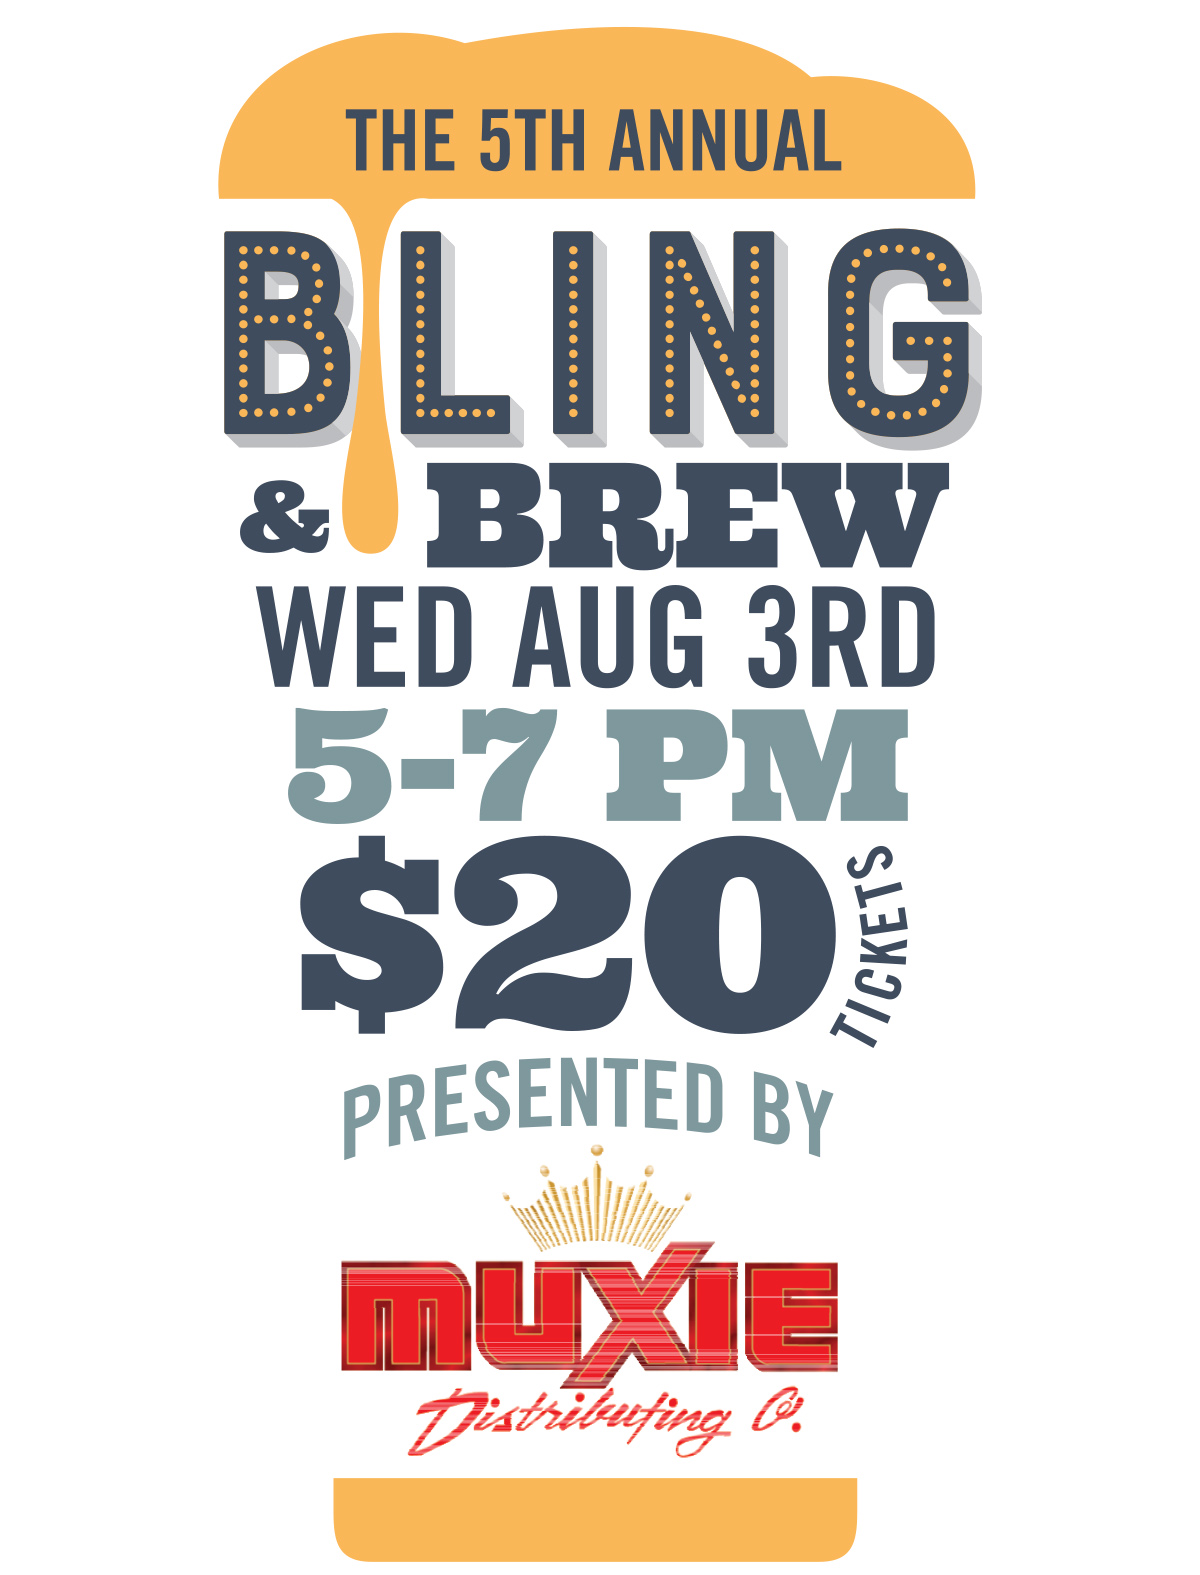 THE 5TH ANNUAL
BLING
& BREW
WED AUG 3RD
5-7 PM
$20 TICKETS
PRESENTED BY
MUXIE
Distributing Co.